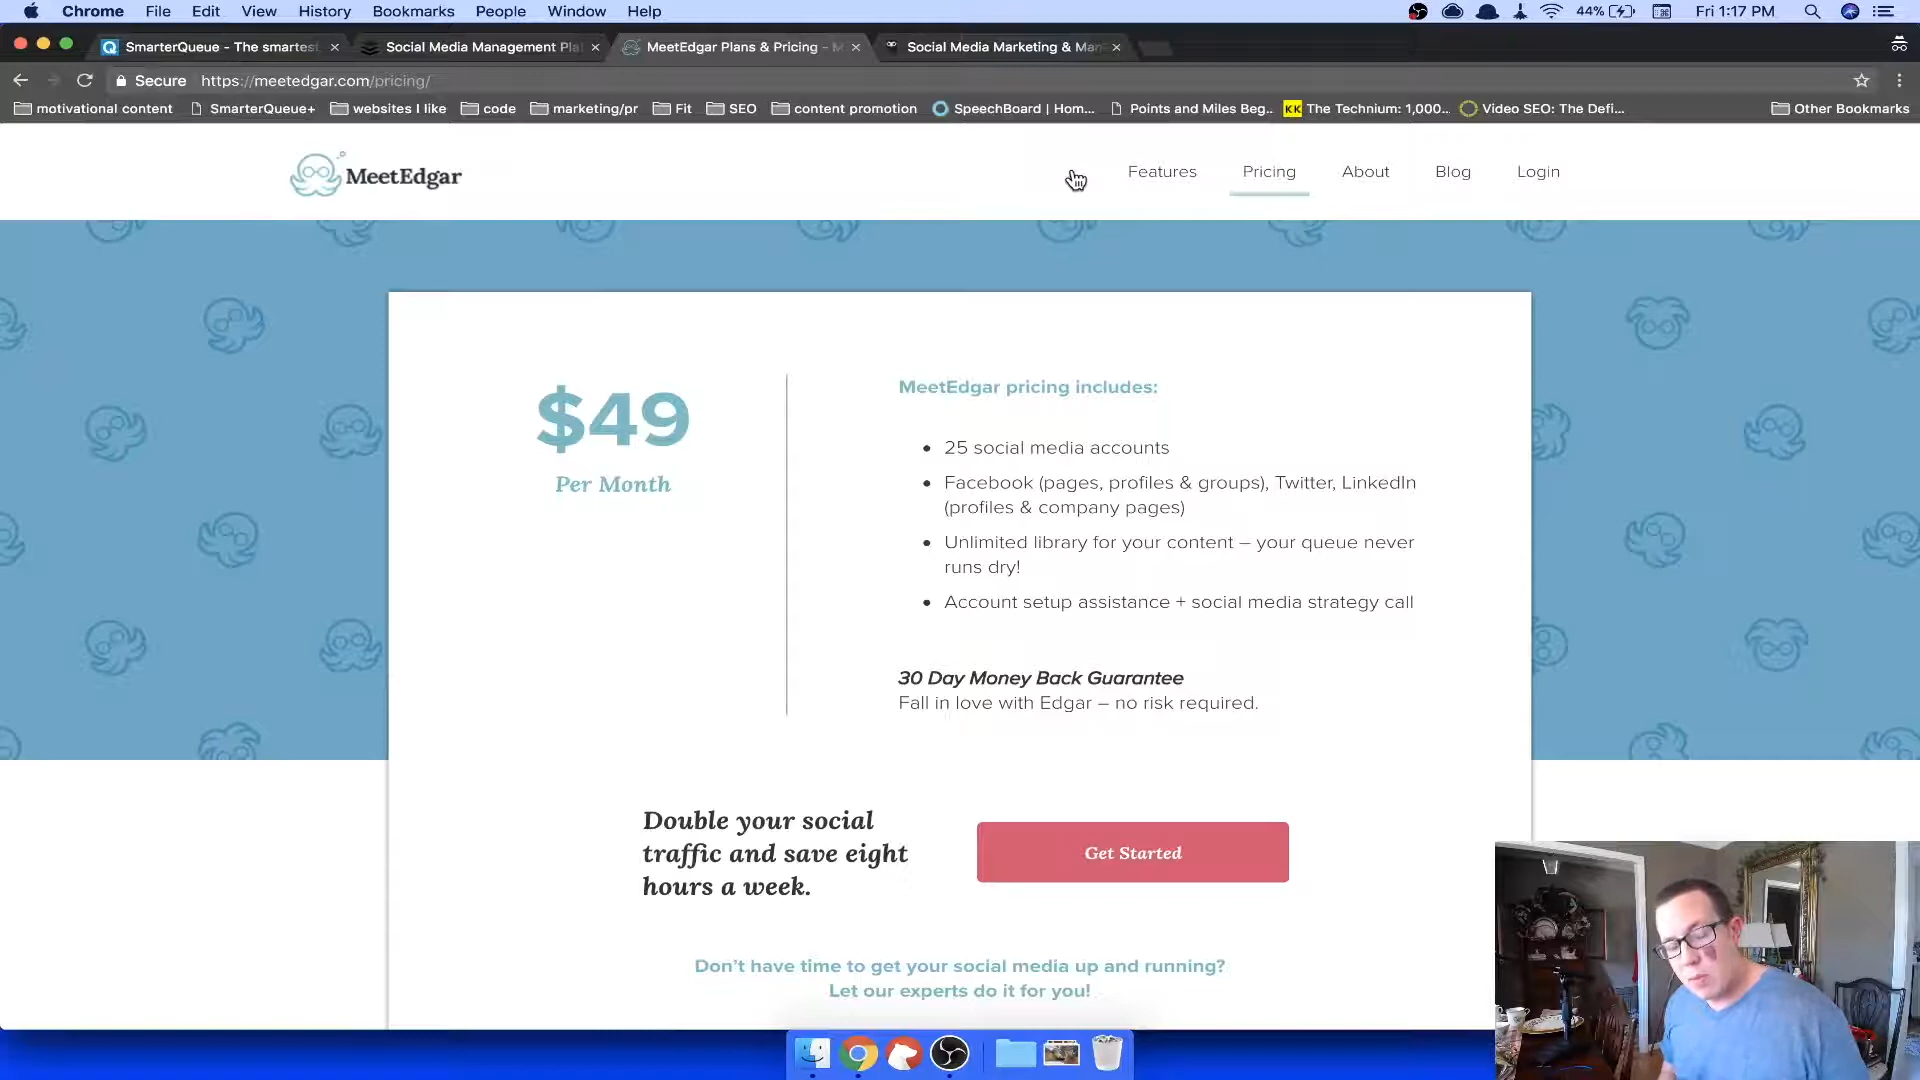 Chrome File Edit View History Bookmarks People Window Help 44% Fri 1:17 PM
SmarterQueue - The smartest Social Media Management Pla MeetEdgar Plans & Pricing - M Social Media Marketing & Man
Secure https://meetedgar.com/pricing/
motivational content SmarterQueue+ websites I like code marketing/pr Fit SEO content promotion SpeechBoard | Hom... Points and Miles Beg... KK The Technium: 1,000... Video SEO: The Defi... Other Bookmarks
MeetEdgar Features Pricing About Blog Login
$49
Per Month
MeetEdgar pricing includes:
25 social media accounts
Facebook (pages, profiles & groups), Twitter, LinkedIn
(profiles & company pages)
Unlimited library for your content – your queue never
runs dry!
Account setup assistance + social media strategy call
30 Day Money Back Guarantee
Fall in love with Edgar – no risk required.
Double your social
traffic and save eight
hours a week.
Get Started
Don't have time to get your social media up and running?
Let our experts do it for you!